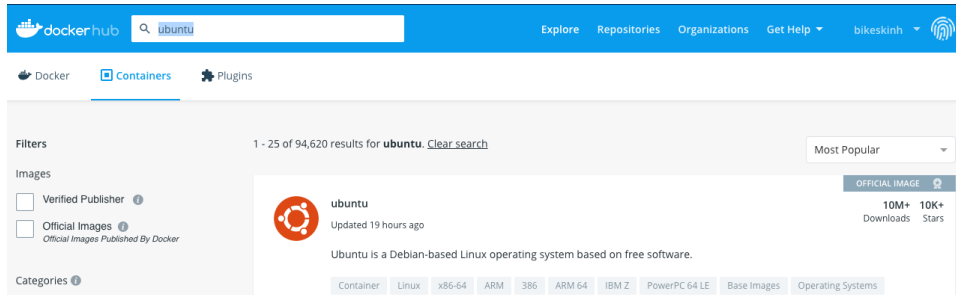 dockerhub ubuntu Explore Repositories Organizations Get Help bikeskinh
Docker Containers Plugins
Filters
1 - 25 of 94,620 results for ubuntu. Clear search
Most Popular
Images
Verified Publisher
Official Images
Official Images Published By Docker
Categories
OFFICIAL IMAGE
ubuntu
10M+ 10K+
Downloads Stars
Updated 19 hours ago
Ubuntu is a Debian-based Linux operating system based on free software.
Container Linux x86-64 ARM 386 ARM 64 IBM Z PowerPC 64 LE Base Images Operating Systems